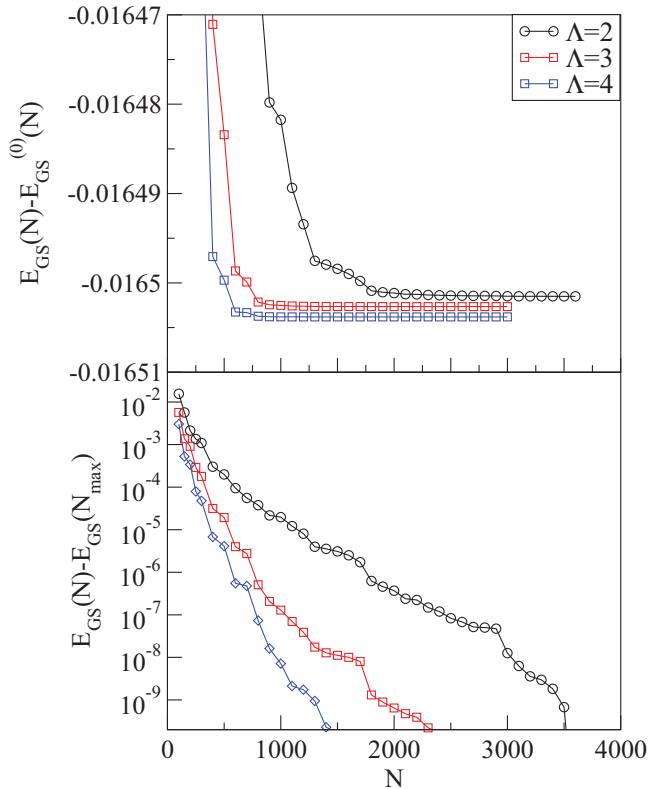 -0.01647
-0.01648
-0.01649
-0.0165
-0.01651
E_GS(N)-E_GS^(0)(N)
Λ=2
Λ=3
Λ=4
10^-2
10^-3
10^-4
10^-5
10^-6
10^-7
10^-8
10^-9
E_GS(N)-E_GS(N_max)
0 1000 2000 3000 4000
N